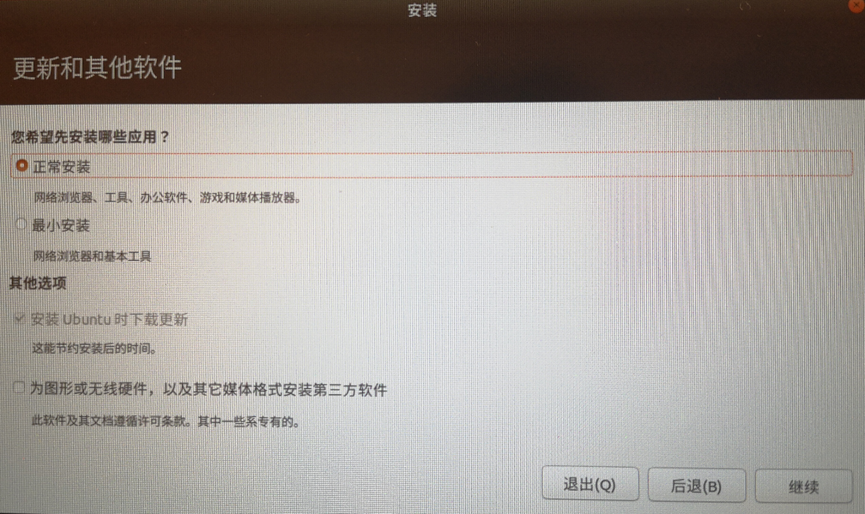 安装
更新和其他软件
您希望先安装哪些应用？
正常安装
网络浏览器、工具、办公软件、游戏和媒体播放器。
最小安装
网络浏览器和基本工具
其他选项
安装 Ubuntu 时下载更新
这能节约安装后的时间。
为图形或无线硬件，以及其它媒体格式安装第三方软件
此软件及其文档遵循许可条款。其中一些系专有的。
退出(Q) 后退(B) 继续